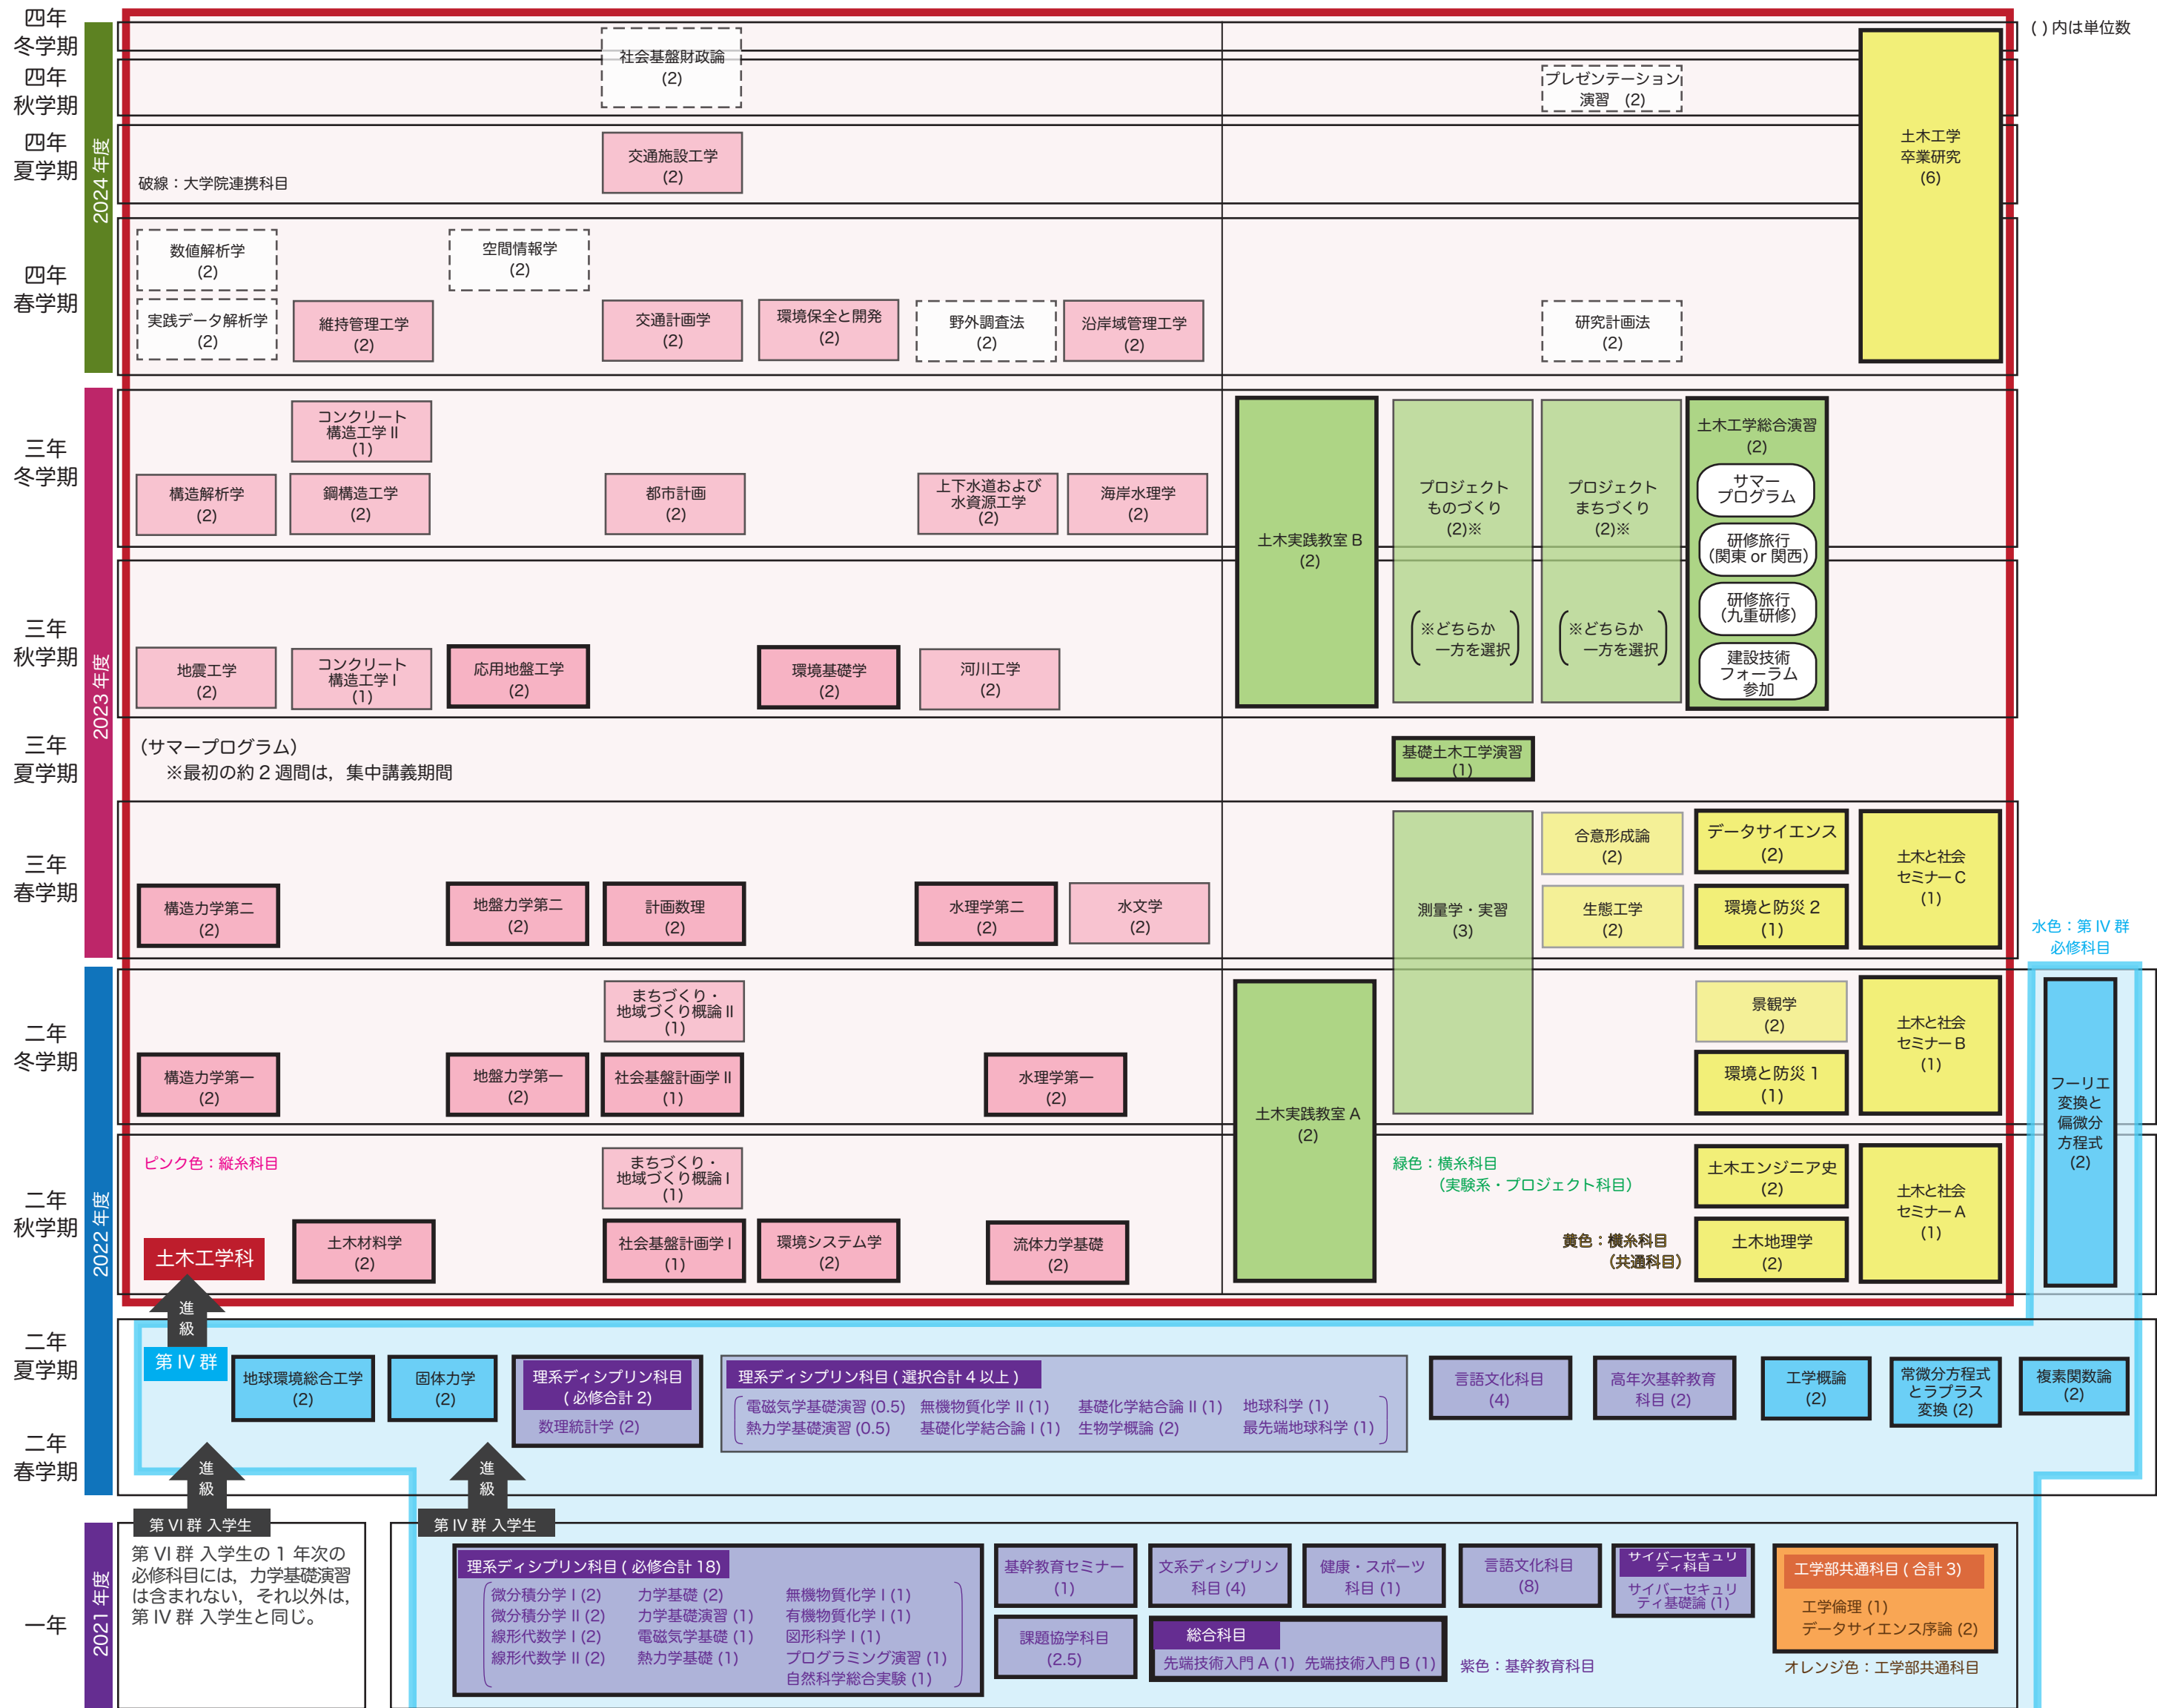 四年
冬学期
社会基盤財政論
(2)
( ) 内は単位数
四年
秋学期
プレゼンテーション
演習　(2)
土木工学
卒業研究
(6)
四年
夏学期
交通施設工学
(2)
破線：大学院連携科目
2024 年度
四年
春学期
数値解析学
(2)
空間情報学
(2)
実践データ解析学
(2)
維持管理工学
(2)
交通計画学
(2)
環境保全と開発
(2)
野外調査法
(2)
沿岸域管理工学
(2)
研究計画法
(2)
三年
冬学期
コンクリート
構造工学 II
(1)
構造解析学
(2)
鋼構造工学
(2)
都市計画
(2)
上下水道および
水資源工学
(2)
海岸水理学
(2)
土木実践教室 B
(2)
プロジェクト
ものづくり
(2)※
※どちらか
一方を選択
プロジェクト
まちづくり
(2)※
※どちらか
一方を選択
土木工学総合演習
(2)
サマー
プログラム
研修旅行
（関東 or 関西）
研修旅行
（九重研修）
建設技術
フォーラム
参加
2023 年度
三年
秋学期
地震工学
(2)
コンクリート
構造工学 I
(1)
応用地盤工学
(2)
環境基礎学
(2)
河川工学
(2)
三年
夏学期
（サマープログラム）
※最初の約 2 週間は，集中講義期間
基礎土木工学演習
(1)
三年
春学期
構造力学第二
(2)
地盤力学第二
(2)
計画数理
(2)
水理学第二
(2)
水文学
(2)
測量学・実習
(3)
合意形成論
(2)
生態工学
(2)
データサイエンス
(2)
環境と防災 2
(1)
土木と社会
セミナー C
(1)
水色：第 IV 群
必修科目
二年
冬学期
まちづくり・
地域づくり概論 II
(1)
構造力学第一
(2)
地盤力学第一
(2)
社会基盤計画学 II
(1)
水理学第一
(2)
土木実践教室 A
(2)
景観学
(2)
環境と防災 1
(1)
土木と社会
セミナー B
(1)
フーリエ
変換と
偏微分
方程式
(2)
2022 年度
二年
秋学期
ピンク色：縦糸科目
まちづくり・
地域づくり概論 I
(1)
土木工学科
土木材料学
(2)
社会基盤計画学 I
(1)
環境システム学
(2)
流体力学基礎
(2)
緑色：横糸科目
（実験系・プロジェクト科目）
黄色：横糸科目
（共通科目）
土木エンジニア史
(2)
土木地理学
(2)
土木と社会
セミナー A
(1)
進
級
二年
夏学期
第 IV 群
地球環境総合工学
(2)
固体力学
(2)
理系ディシプリン科目
( 必修合計 2)
数理統計学 (2)
理系ディシプリン科目 ( 選択合計 4 以上 )
電磁気学基礎演習 (0.5)　無機物質化学 II (1)　基礎化学結合論 II (1)　地球科学 (1)
熱力学基礎演習 (0.5)　基礎化学結合論 I (1)　生物学概論 (2)　最先端地球科学 (1)
言語文化科目
(4)
高年次基幹教育
科目 (2)
工学概論
(2)
常微分方程式
とラプラス
変換 (2)
複素関数論
(2)
二年
春学期
進
級
進
級
第 VI 群 入学生
第 IV 群 入学生
2021 年度
一年
第 VI 群 入学生の 1 年次の
必修科目には，力学基礎演習
は含まれない，それ以外は，
第 IV 群 入学生と同じ。
理系ディシプリン科目 ( 必修合計 18)
微分積分学 I (2)　力学基礎 (2)　無機物質化学 I (1)
微分積分学 II (2)　力学基礎演習 (1)　有機物質化学 I (1)
線形代数学 I (2)　電磁気学基礎 (1)　図形科学 I (1)
線形代数学 II (2)　熱力学基礎 (1)　プログラミング演習 (1)
自然科学総合実験 (1)
基幹教育セミナー
(1)
文系ディシプリン
科目 (4)
健康・スポーツ
科目 (1)
言語文化科目
(8)
サイバーセキュリ
ティ科目
サイバーセキュリ
ティ基礎論 (1)
工学部共通科目 ( 合計 3)
工学倫理 (1)
データサイエンス序論 (2)
課題協学科目
(2.5)
総合科目
先端技術入門 A (1)　先端技術入門 B (1)
紫色：基幹教育科目
オレンジ色：工学部共通科目